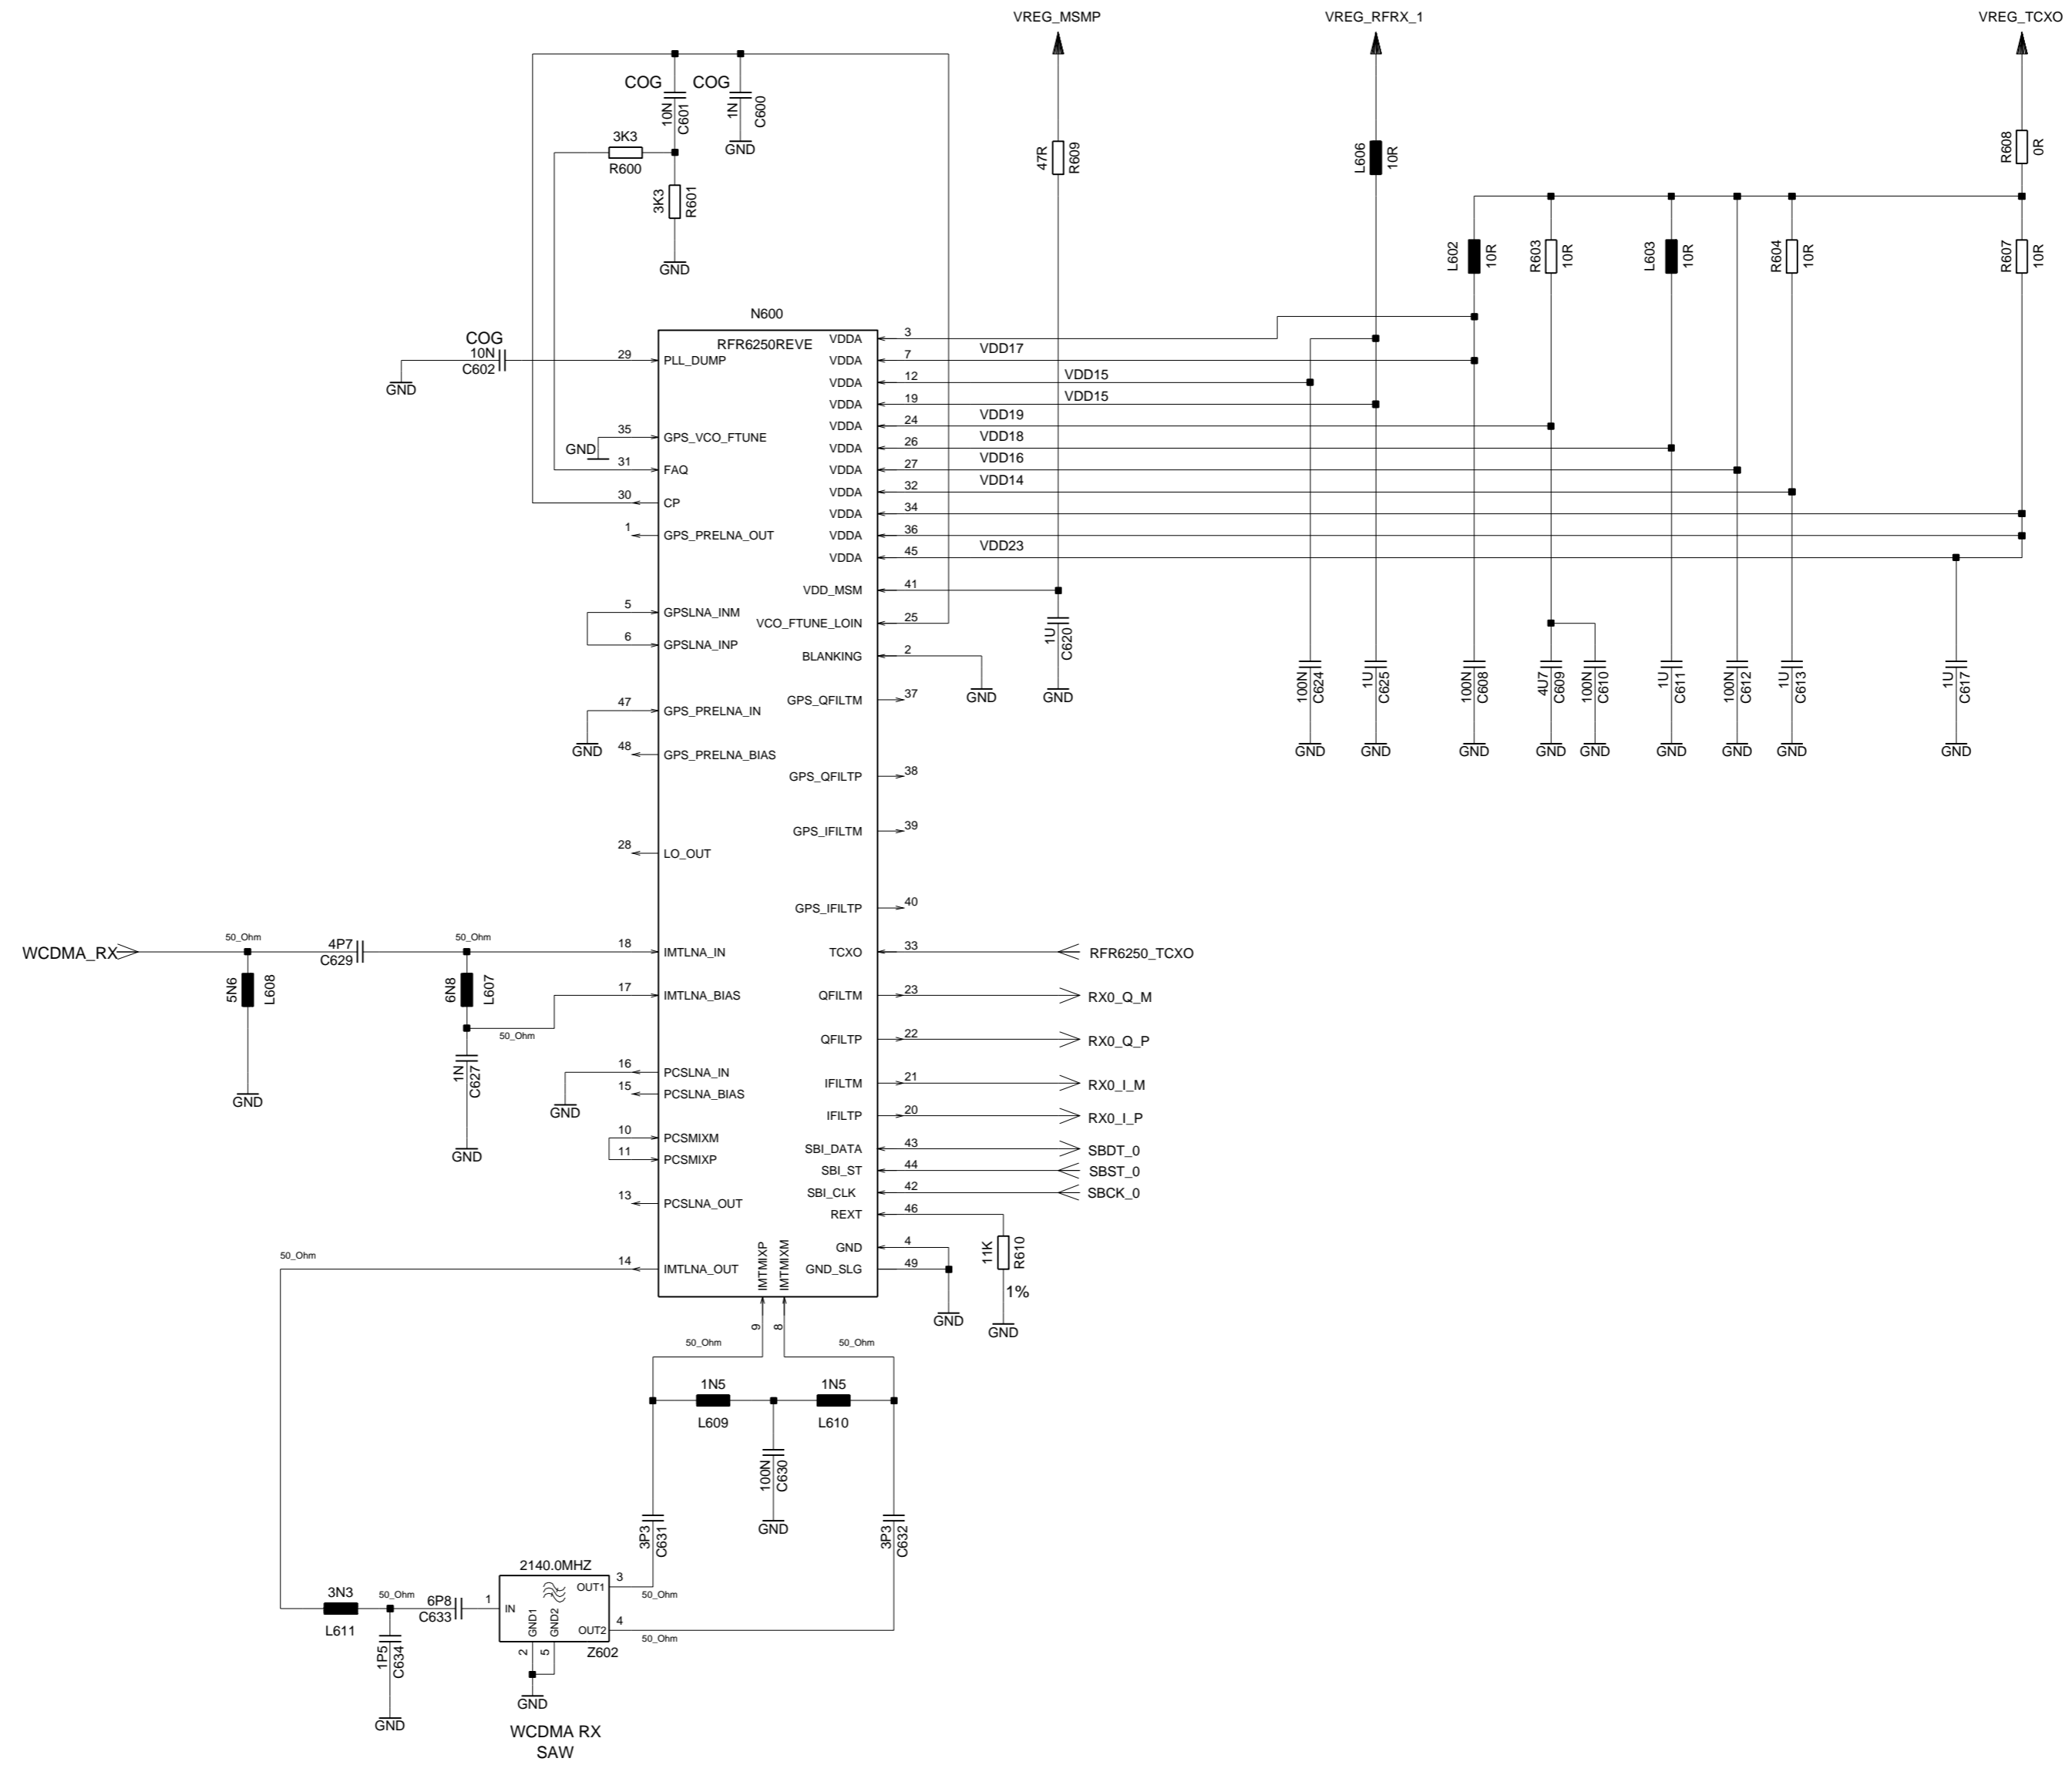 VREG_MSMP
VREG_RFRX_1
VREG_TCXO
COG
10N
C601
COG
1N
C600
GND
3K3
R600
3K3
R601
GND
47R
R609
L606
10R
R608
0R
L602
10R
R603
10R
L603
10R
R604
10R
R607
10R
N600
RFR6250REVE
COG
10N
C602
GND
29
PLL_DUMP
GND
35
GPS_VCO_FTUNE
31
FAQ
30
CP
1
GPS_PRELNA_OUT
5
GPSLNA_INM
6
GPSLNA_INP
47
GPS_PRELNA_IN
GND
48
GPS_PRELNA_BIAS
28
LO_OUT
18
IMTLNA_IN
17
IMTLNA_BIAS
16
PCSLNA_IN
15
PCSLNA_BIAS
GND
10
PCSMIXM
11
PCSMIXP
13
PCSLNA_OUT
14
IMTLNA_OUT
VDDA
3
VDDA
7
VDD17
VDDA
12
VDD15
VDDA
19
VDD15
VDDA
24
VDD19
VDDA
26
VDD18
VDDA
27
VDD16
VDDA
32
VDD14
VDDA
34
VDDA
36
VDDA
45
VDD23
VDD_MSM
41
VCO_FTUNE_LOIN
25
BLANKING
2
GND
1U
C620
GND
GPS_QFILTM
37
GPS_QFILTP
38
GPS_IFILTM
39
GPS_IFILTP
40
TCXO
33
RFR6250_TCXO
QFILTM
23
RX0_Q_M
QFILTP
22
RX0_Q_P
IFILTM
21
RX0_I_M
IFILTP
20
RX0_I_P
SBI_DATA
43
SBDT_0
SBI_ST
44
SBST_0
SBI_CLK
42
SBCK_0
REXT
46
GND
4
GND_SLG
49
GND
11K
R610
1%
GND
100N
C624
GND
1U
C625
GND
100N
C608
GND
4U7
C609
GND
100N
C610
GND
1U
C611
GND
100N
C612
GND
1U
C613
GND
1U
C617
GND
WCDMA_RX
50_Ohm
4P7
C629
50_Ohm
5N6
L608
GND
6N8
L607
50_Ohm
1N
C627
GND
50_Ohm
IMTMIXP
IMTMIXM
9
8
50_Ohm
50_Ohm
1N5
L609
1N5
L610
100N
C630
GND
3P3
C631
3P3
C632
2140.0MHZ
3
OUT1
50_Ohm
4
OUT2
50_Ohm
1
IN
GND1
GND2
2
5
Z602
GND
3N3
L611
50_Ohm
6P8
C633
1P5
C634
GND
WCDMA RX
SAW